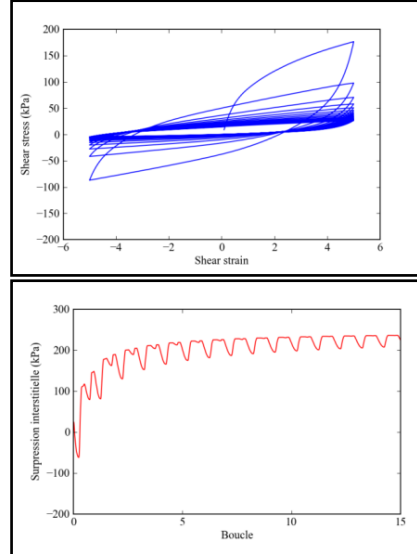 200
150
100
50
0
−50
−100
−150
−200
Shear stress (kPa)
−6 −4 −2 0 2 4 6
Shear strain
300
200
100
0
−100
−200
Surpression interstitielle (kPa)
0 5 10 15
Boucle